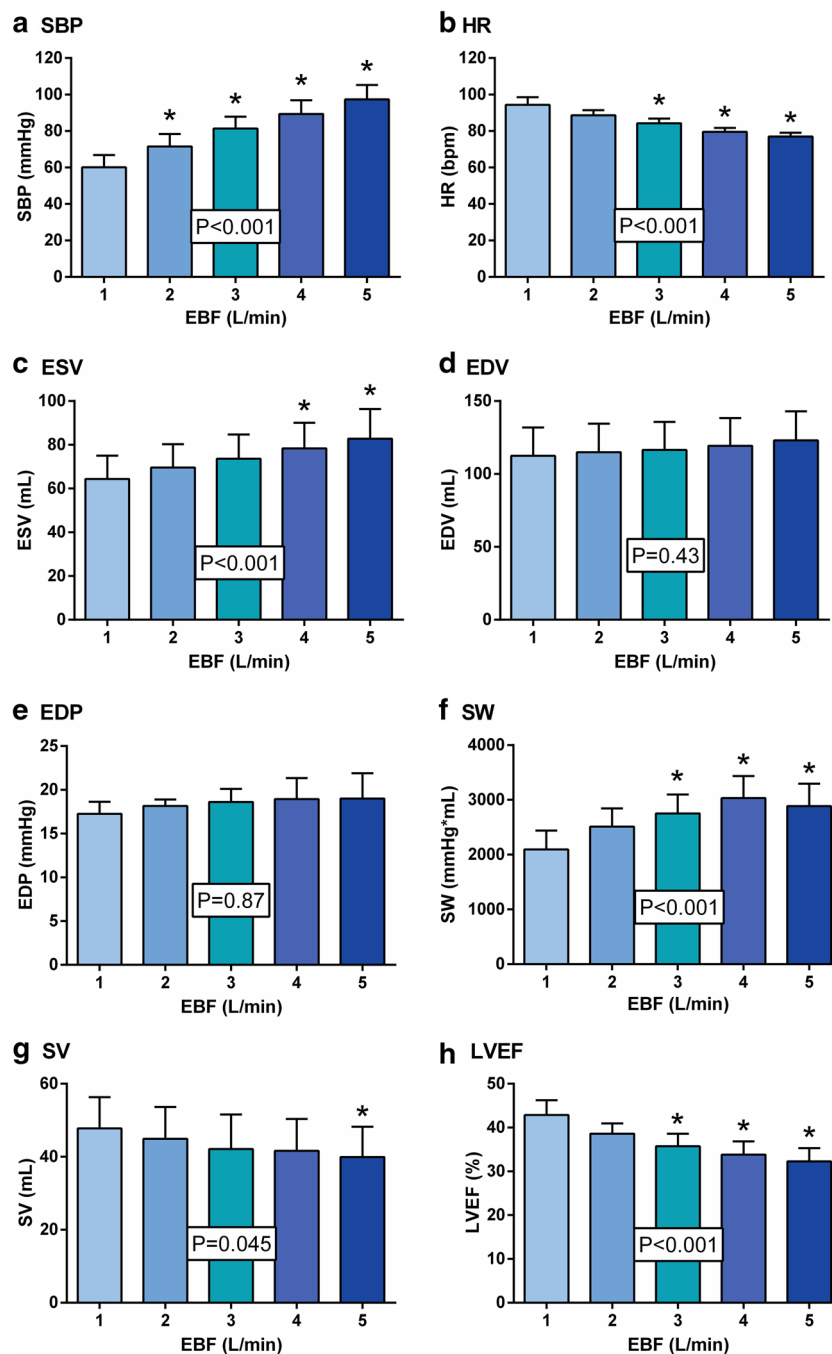 a SBP
120
100
80
60
40
20
0
SBP (mmHg)
* * * *
P<0.001
1 2 3 4 5
EBF (L/min)
b HR
120
100
80
60
40
20
0
HR (bpm)
* * *
P<0.001
1 2 3 4 5
EBF (L/min)
c ESV
100
80
60
40
20
0
ESV (mL)
* *
P<0.001
1 2 3 4 5
EBF (L/min)
d EDV
150
100
50
0
EDV (mL)
P=0.43
1 2 3 4 5
EBF (L/min)
e EDP
25
20
15
10
5
0
EDP (mmHg)
P=0.87
1 2 3 4 5
EBF (L/min)
f SW
4000
3000
2000
1000
0
SW (mmHg*mL)
* * *
P<0.001
1 2 3 4 5
EBF (L/min)
g SV
60
40
20
0
SV (mL)
*
P=0.045
1 2 3 4 5
EBF (L/min)
h LVEF
50
40
30
20
10
0
LVEF (%)
* * *
P<0.001
1 2 3 4 5
EBF (L/min)